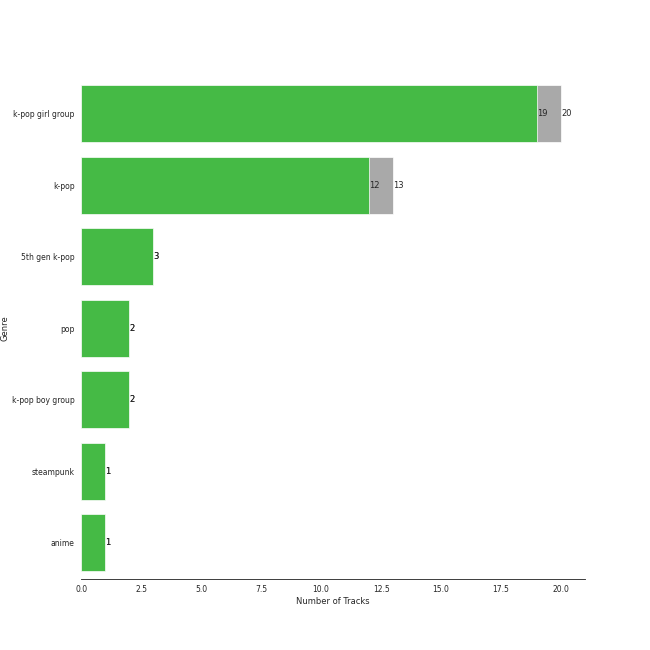 k-pop girl group 19 20
k-pop 12 13
5th gen k-pop 3
pop 2
k-pop boy group 2
steampunk 1
anime 1
Genre
0.0 2.5 5.0 7.5 10.0 12.5 15.0 17.5 20.0
Number of Tracks